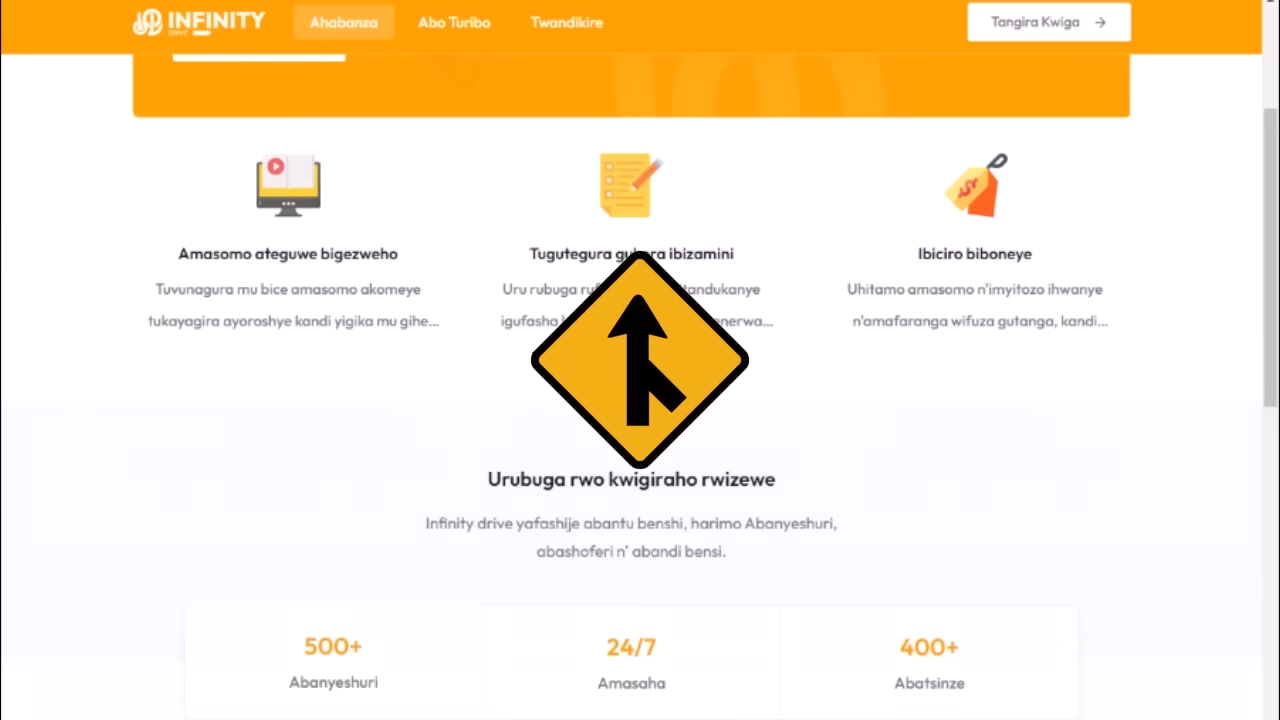 INFINITY
Ahabanza
Abo Turibo
Twandikire
Tangira Kwiga
Amasomo ateguwe bigezweho
Tuvunagura mu bice amasomo akomeye
tukayagira ayoroshye kandi yigika mu gihe...
Tugutegura ibizamini
Uru rubuga
igufasha
Ibiciro biboneye
Uhitamo amasomo n'imyitozo ihwanye
n'amafaranga wifuza gutanga, kandi...
Urubuga rwo kwigiraho rwizewe
Infinity drive yafashije abantu benshi, harimo Abanyeshuri,
abashoferi n' abandi bensi.
500+
Abanyeshuri
24/7
Amasaha
400+
Abatsinze